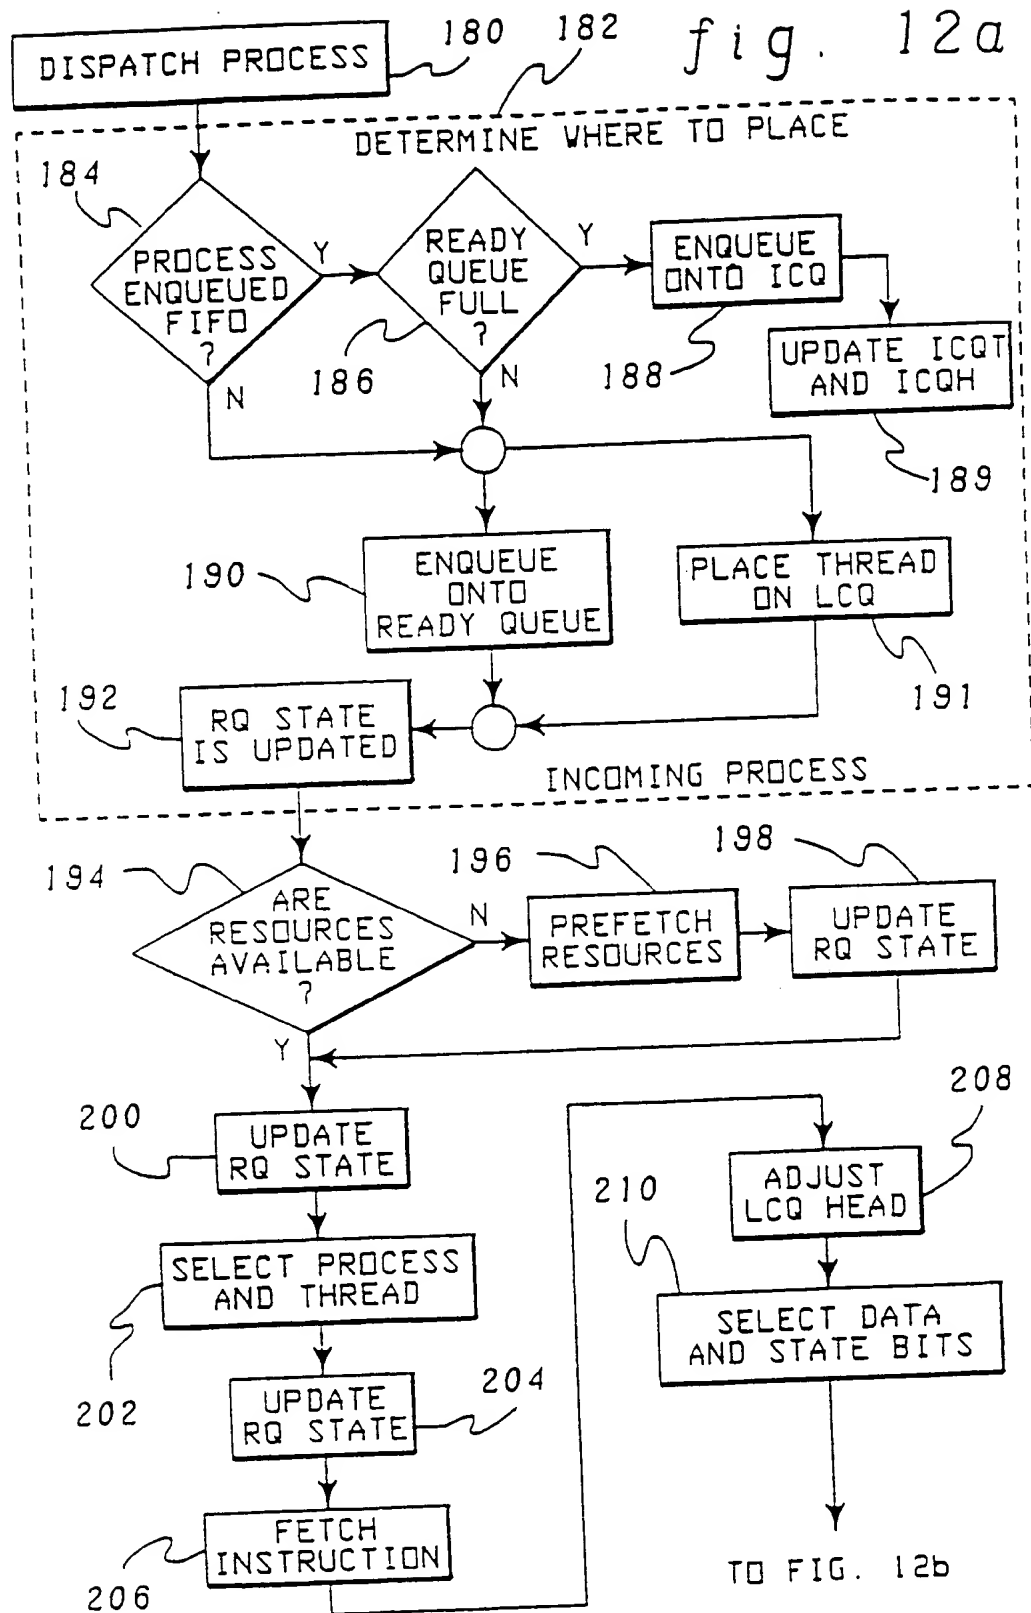 fig. 12a
180
182
DISPATCH PROCESS
DETERMINE WHERE TO PLACE
184
PROCESS
ENQUEUED
FIFO
?
Y
N
READY
QUEUE
FULL
?
Y
N
186
ENQUEUE
ONTO ICQ
188
UPDATE ICQT
AND ICQH
189
190
ENQUEUE
ONTO
READY QUEUE
PLACE THREAD
ON LCQ
191
192
RQ STATE
IS UPDATED
INCOMING PROCESS
194
ARE
RESOURCES
AVAILABLE
?
N
Y
196
PREFETCH
RESOURCES
198
UPDATE
RQ STATE
200
UPDATE
RQ STATE
202
SELECT PROCESS
AND THREAD
204
UPDATE
RQ STATE
206
FETCH
INSTRUCTION
208
ADJUST
LCQ HEAD
210
SELECT DATA
AND STATE BITS
TO FIG. 12b